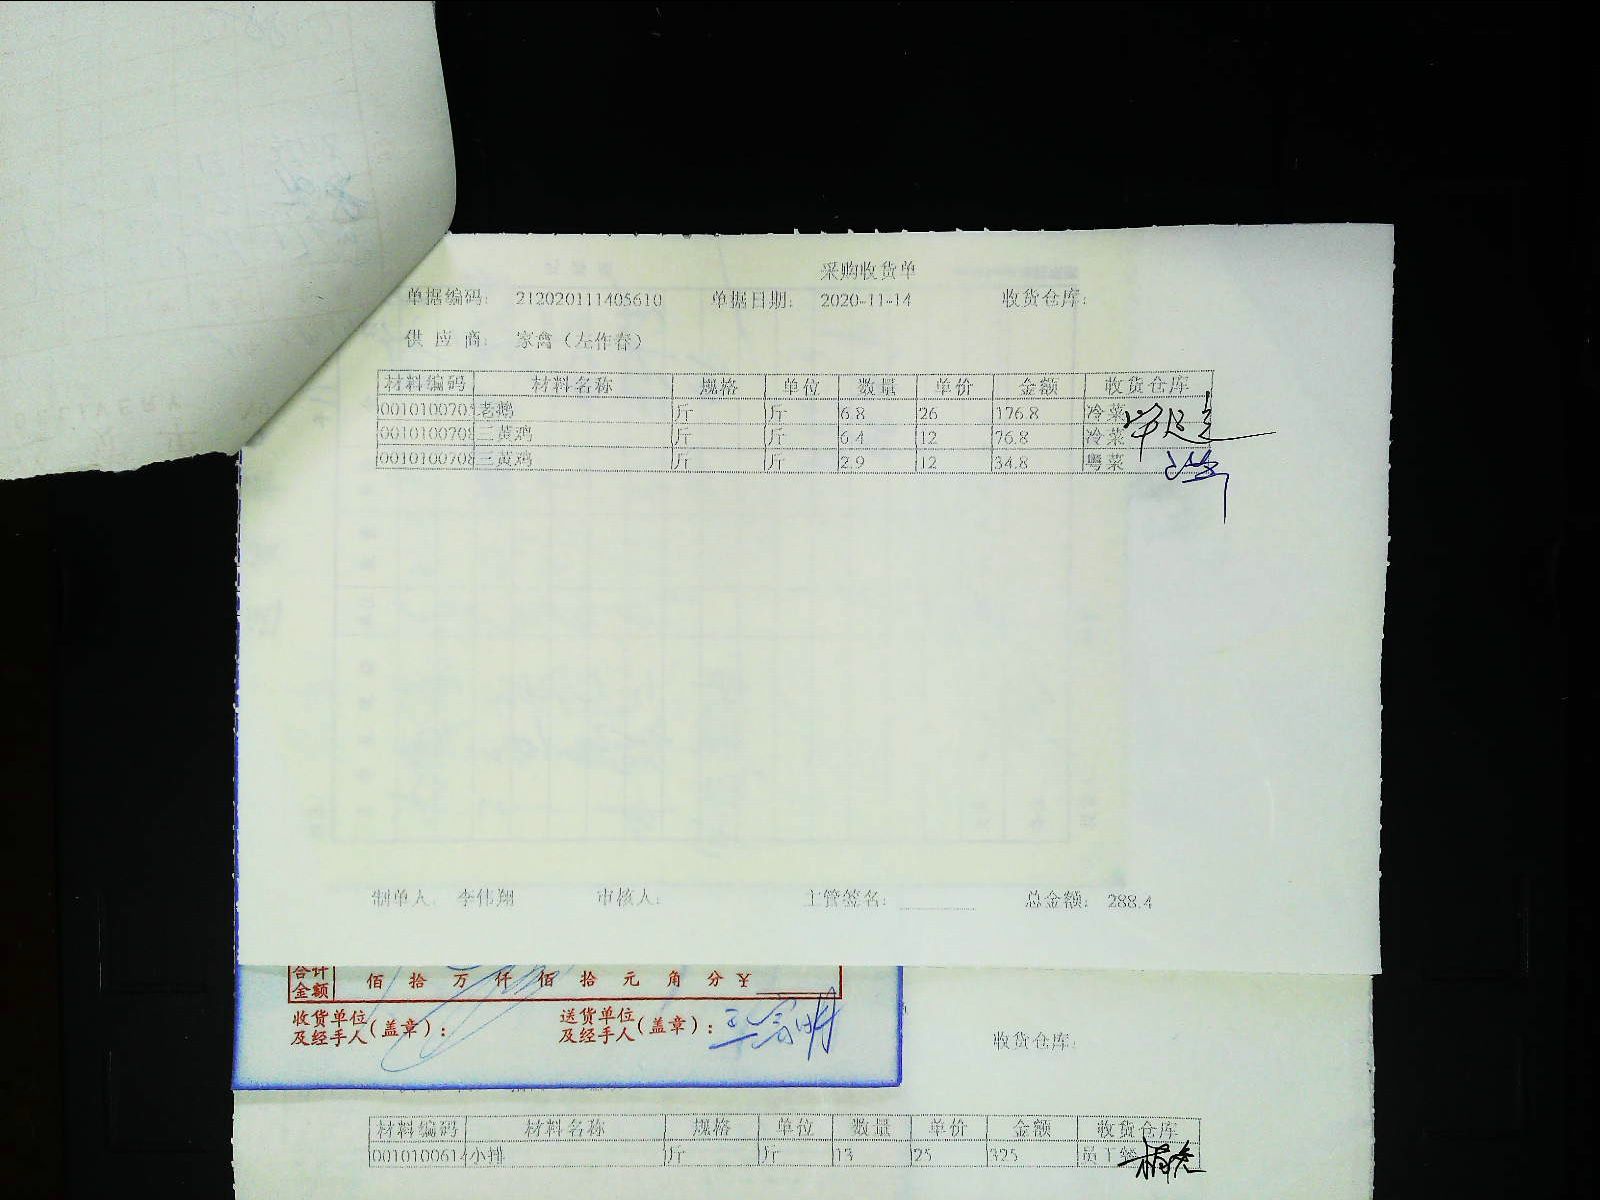 采购收货单
单据编码: 212020111405610 单据日期: 2020-11-14 收货仓库:
供 应 商: 家禽（左作春）
材料编码 材料名称 规格 单位 数量 单价 金额 收货仓库
00101007 老鹅 斤 斤 6.8 26 176.8 冷菜
001010070 三黄鸡 斤 斤 6.4 12 76.8 冷菜
001010070 三黄鸡 斤 斤 2.9 12 34.8 粤菜
制单人: 李伟翔 审核人: 主管签名: 总金额: 288.4
合计金额 佰 拾 万 仟 佰 拾 元 角 分 ¥
收货单位及经手人(盖章): 送货单位及经手人(盖章):
收货仓库:
材料编码 材料名称 规格 单位 数量 单价 金额 收货仓库
0010100614 小排 斤 斤 13 25 325 员工